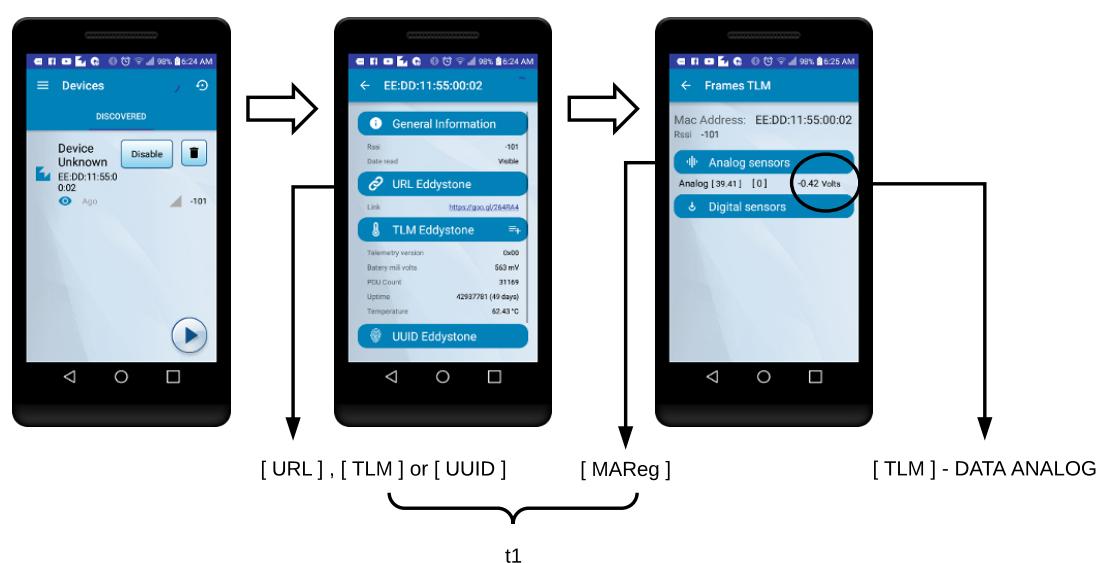 98% 6:24 AM
Devices
DISCOVERED
Device
Unknown
Disable
EE:DD:11:55:0
0:02
Ago
-101
98% 6:24 AM
EE:DD:11:55:00:02
General Information
Rssi -101
Date read Visible
URL Eddystone
Link https://goo.gl/264RA4
TLM Eddystone
Telemetry version 0x00
Batery mili volts 563 mV
PDU Count 31169
Uptime 42937781 (49 days)
Temperature 62.43 °C
UUID Eddystone
98% 6:25 AM
Frames TLM
Mac Address: EE:DD:11:55:00:02
Rssi -101
Analog sensors
Analog [ 39.41 ] [ 0 ] -0.42 Volts
Digital sensors
[ URL ] , [ TLM ] or [ UUID ]
[ MAReg ]
[ TLM ] - DATA ANALOG
t1